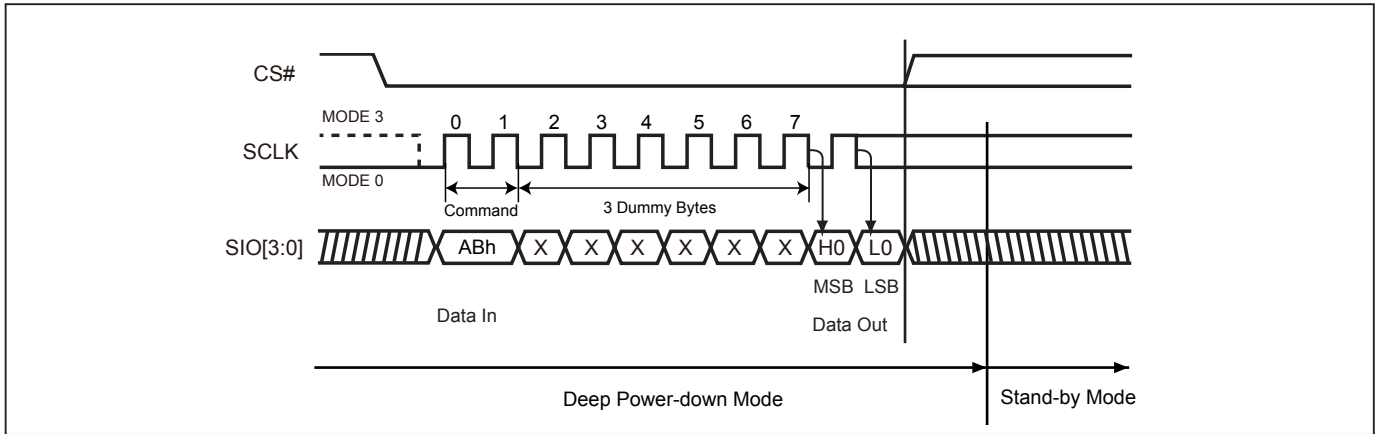 CS#
MODE 3
0 1 2 3 4 5 6 7
SCLK
MODE 0
Command
3 Dummy Bytes
SIO[3:0]
ABh X X X X X X H0 L0
MSB LSB
Data In
Data Out
Deep Power-down Mode
Stand-by Mode